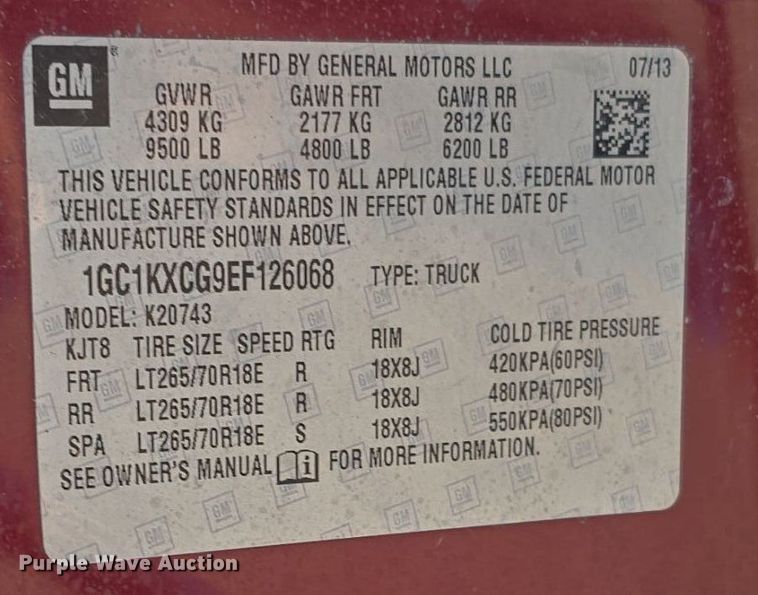 GM® MFD BY GENERAL MOTORS LLC 07/13
GVWR GAWR FRT GAWR RR
4309 KG 2177 KG 2812 KG
9500 LB 4800 LB 6200 LB
THIS VEHICLE CONFORMS TO ALL APPLICABLE U.S. FEDERAL MOTOR
VEHICLE SAFETY STANDARDS IN EFFECT ON THE DATE OF
MANUFACTURE SHOWN ABOVE.
1GC1KXCG9EF126068 TYPE: TRUCK
MODEL: K20743
KJT8 TIRE SIZE SPEED RTG RIM COLD TIRE PRESSURE
FRT LT265/70R18E R 18X8J 420KPA(60PSI)
RR LT265/70R18E R 18X8J 480KPA(70PSI)
SPA LT265/70R18E S 18X8J 550KPA(80PSI)
SEE OWNER'S MANUAL i FOR MORE INFORMATION.
Purple Wave Auction